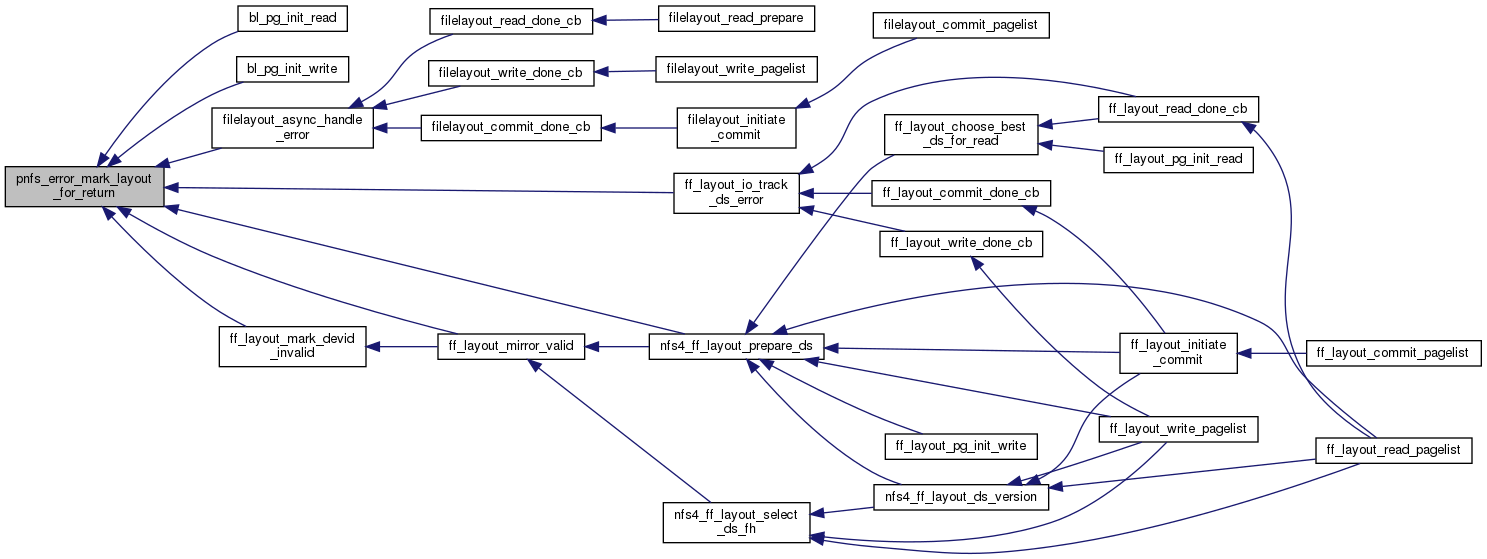 bl_pg_init_read
bl_pg_init_write
filelayout_read_done_cb
filelayout_read_prepare
filelayout_commit_pagelist
filelayout_write_done_cb
filelayout_write_pagelist
filelayout_async_handle
_error
filelayout_commit_done_cb
filelayout_initiate
_commit
ff_layout_read_done_cb
ff_layout_choose_best
_ds_for_read
ff_layout_pg_init_read
pnfs_error_mark_layout
_for_return
ff_layout_io_track
_ds_error
ff_layout_commit_done_cb
ff_layout_write_done_cb
ff_layout_mark_devid
_invalid
ff_layout_mirror_valid
nfs4_ff_layout_prepare_ds
ff_layout_initiate
_commit
ff_layout_commit_pagelist
ff_layout_write_pagelist
ff_layout_pg_init_write
ff_layout_read_pagelist
nfs4_ff_layout_ds_version
nfs4_ff_layout_select
_ds_fh